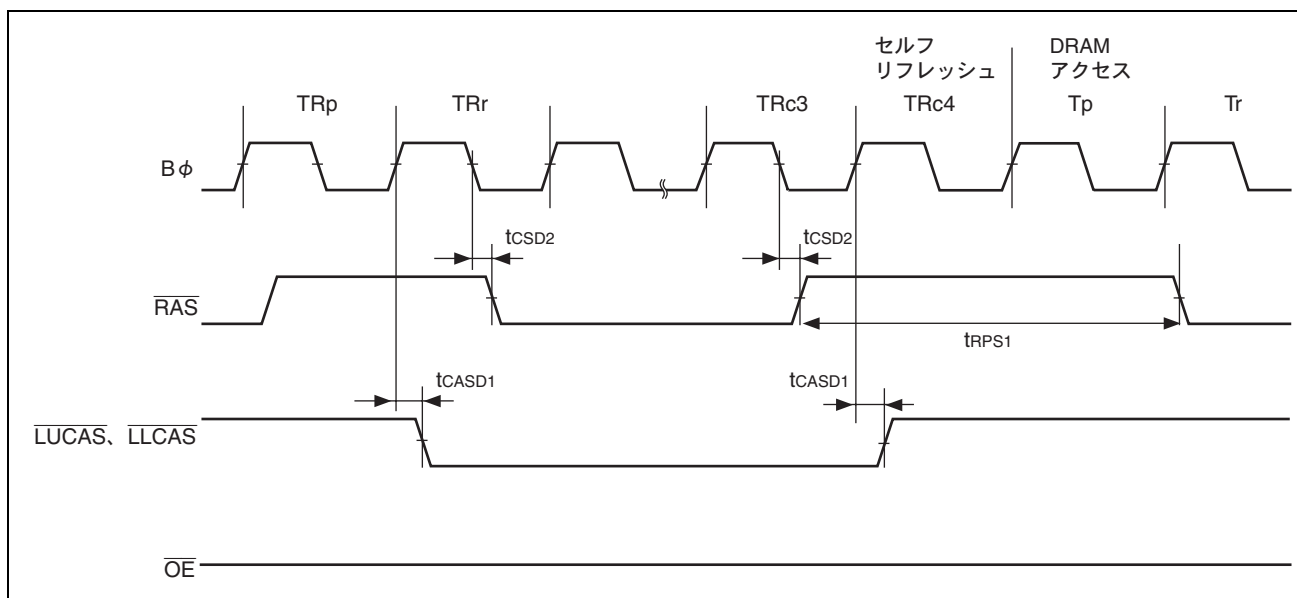 セルフ
リフレッシュ
DRAM
アクセス
TRp
TRr
TRc3
TRc4
Tp
Tr
Bφ
tCSD2
tCSD2
RAS
tRPS1
tCASD1
tCASD1
LUCAS、LLCAS
OE